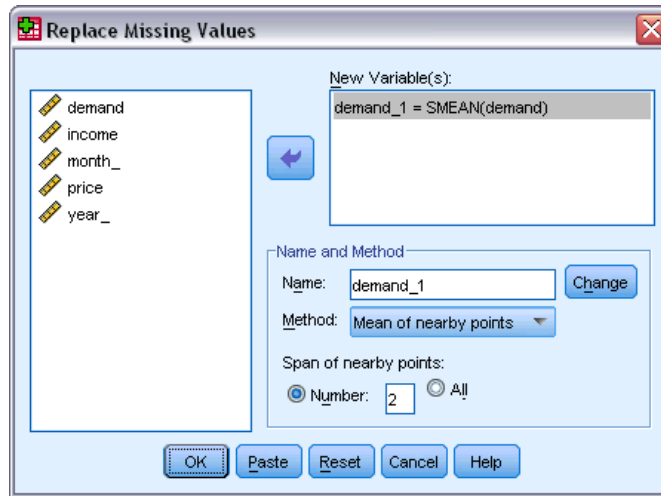 Replace Missing Values
demand
income
month_
price
year_
New Variable(s):
demand_1 = SMEAN(demand)
Name and Method
Name: demand_1 Change
Method: Mean of nearby points
Span of nearby points:
Number: 2 All
OK Paste Reset Cancel Help